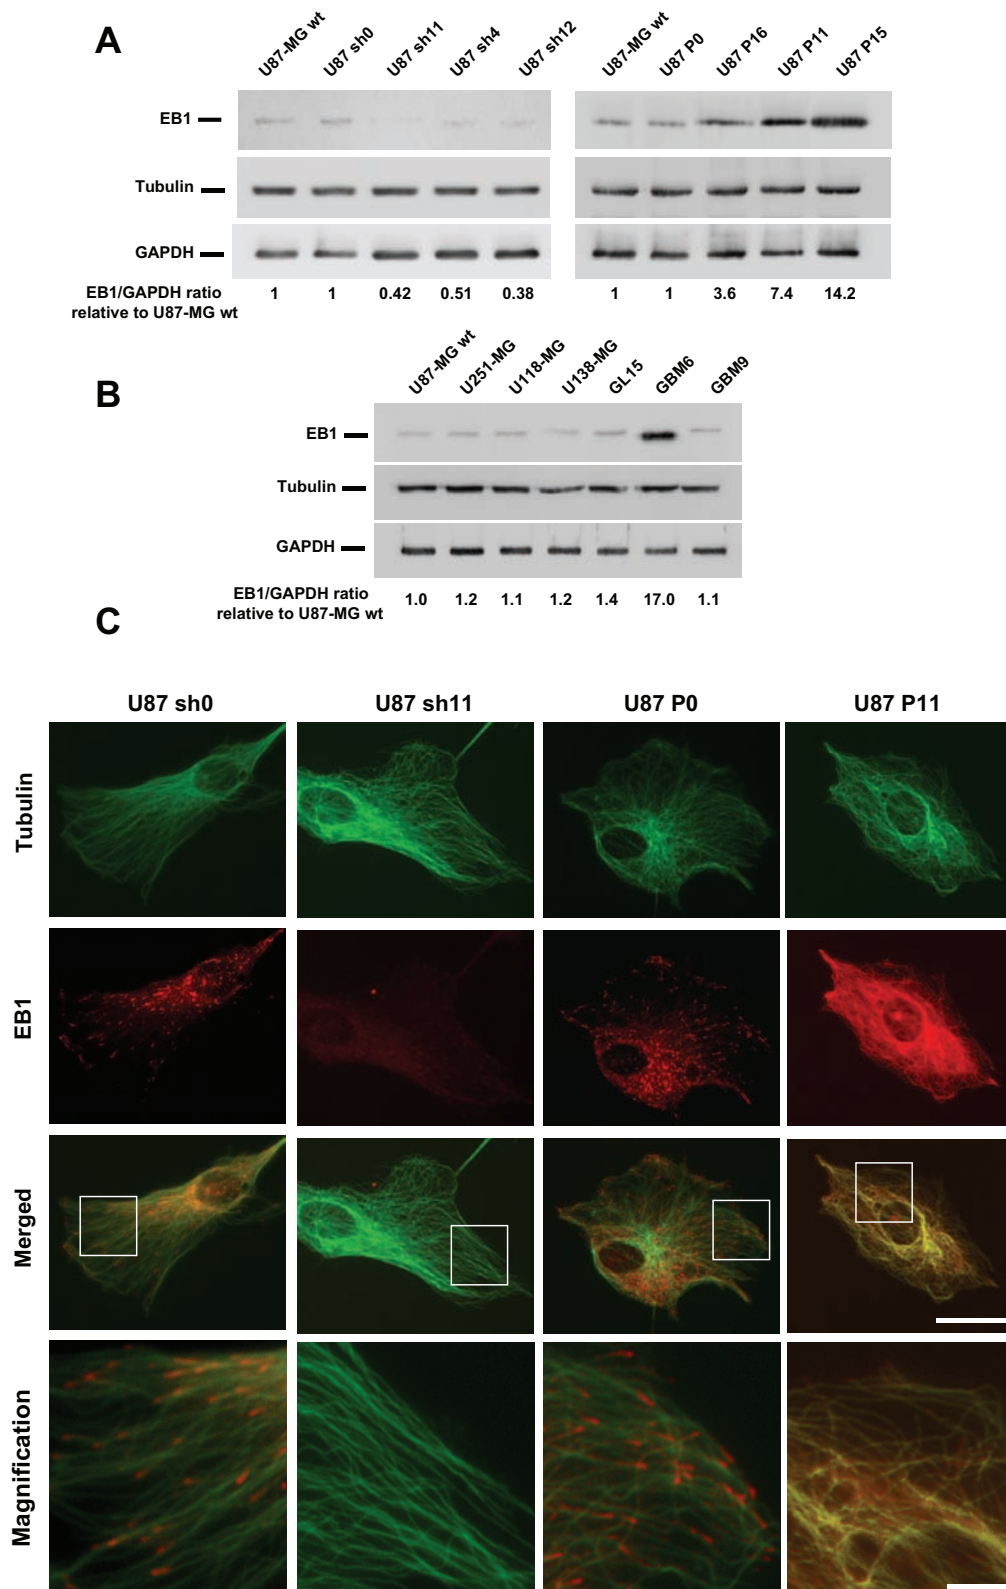 A
U87-MG wt
U87 sh0
U87 sh11
U87 sh4
U87 sh12
U87-MG wt
U87 P0
U87 P16
U87 P11
U87 P15
EB1
Tubulin
GAPDH
EB1/GAPDH ratio
relative to U87-MG wt
1 1 0.42 0.51 0.38 1 1 3.6 7.4 14.2
B
U87-MG wt
U251-MG
U118-MG
U138-MG
GL15
GBM6
GBM9
EB1
Tubulin
GAPDH
EB1/GAPDH ratio
relative to U87-MG wt
1.0 1.2 1.1 1.2 1.4 17.0 1.1
C
U87 sh0 U87 sh11 U87 P0 U87 P11
Tubulin
EB1
Merged
Magnification